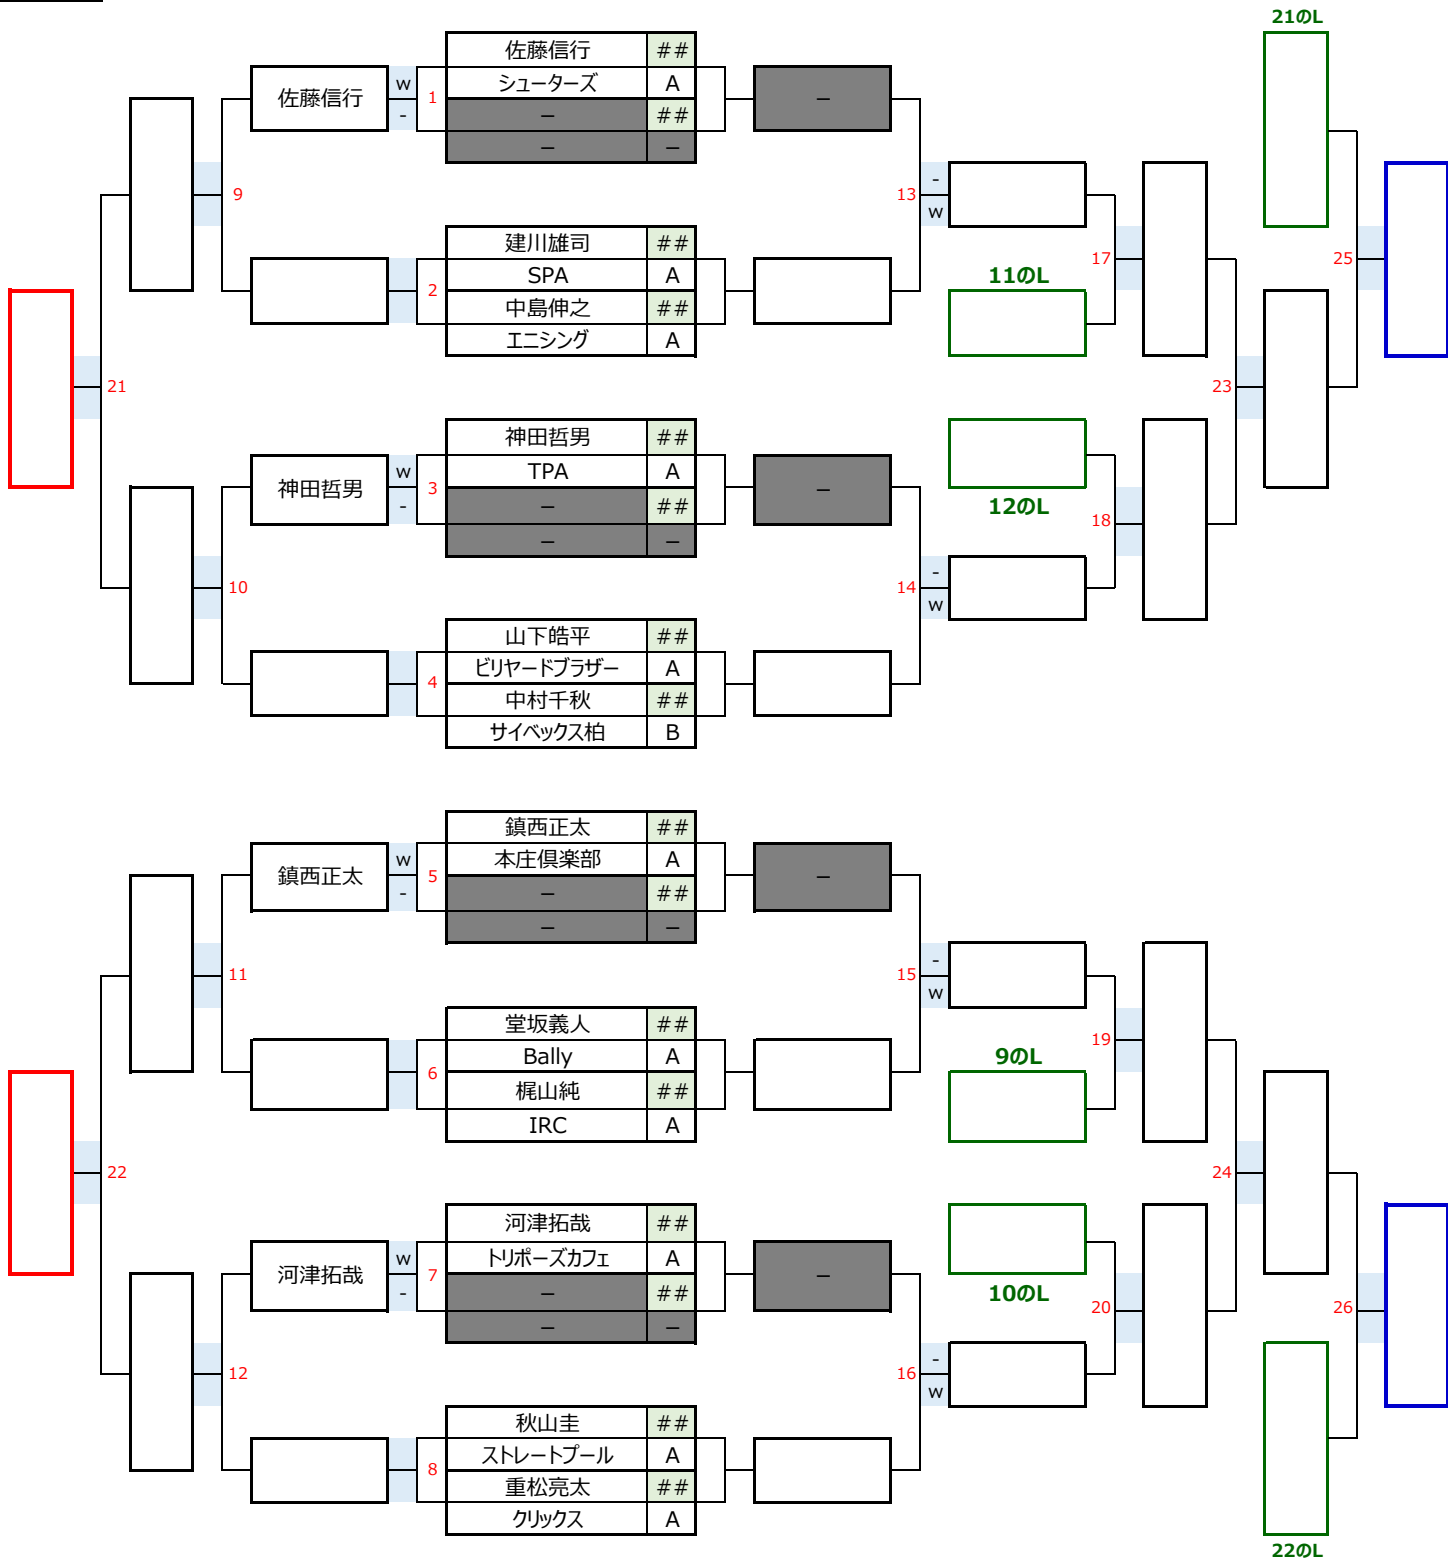 21のL
佐藤信行 ##
佐藤信行 w 1 シューターズ A －
- － ##
－ －
9 13 -
w
建川雄司 ##
17 25
2 SPA A 11のL
中島伸之 ##
エニシング A
21 23
神田哲男 ##
神田哲男 w 3 TPA A －
- － ## 12のL 18
－ －
10 14 -
w
山下皓平 ##
4 ビリヤードブラザー A
中村千秋 ##
サイベックス柏 B
鎮西正太 ##
鎮西正太 w 5 本庄倶楽部 A －
- － ##
－ －
11 15 -
w
堂坂義人 ##
6 Bally A 9のL 19
梶山純 ##
IRC A
22 24
河津拓哉 ##
河津拓哉 w 7 トリポーズカフェ A －
- － ## 10のL 20 26
－ －
12 16 -
w
秋山圭 ##
8 ストレートプール A
重松亮太 ##
クリックス A
22のL